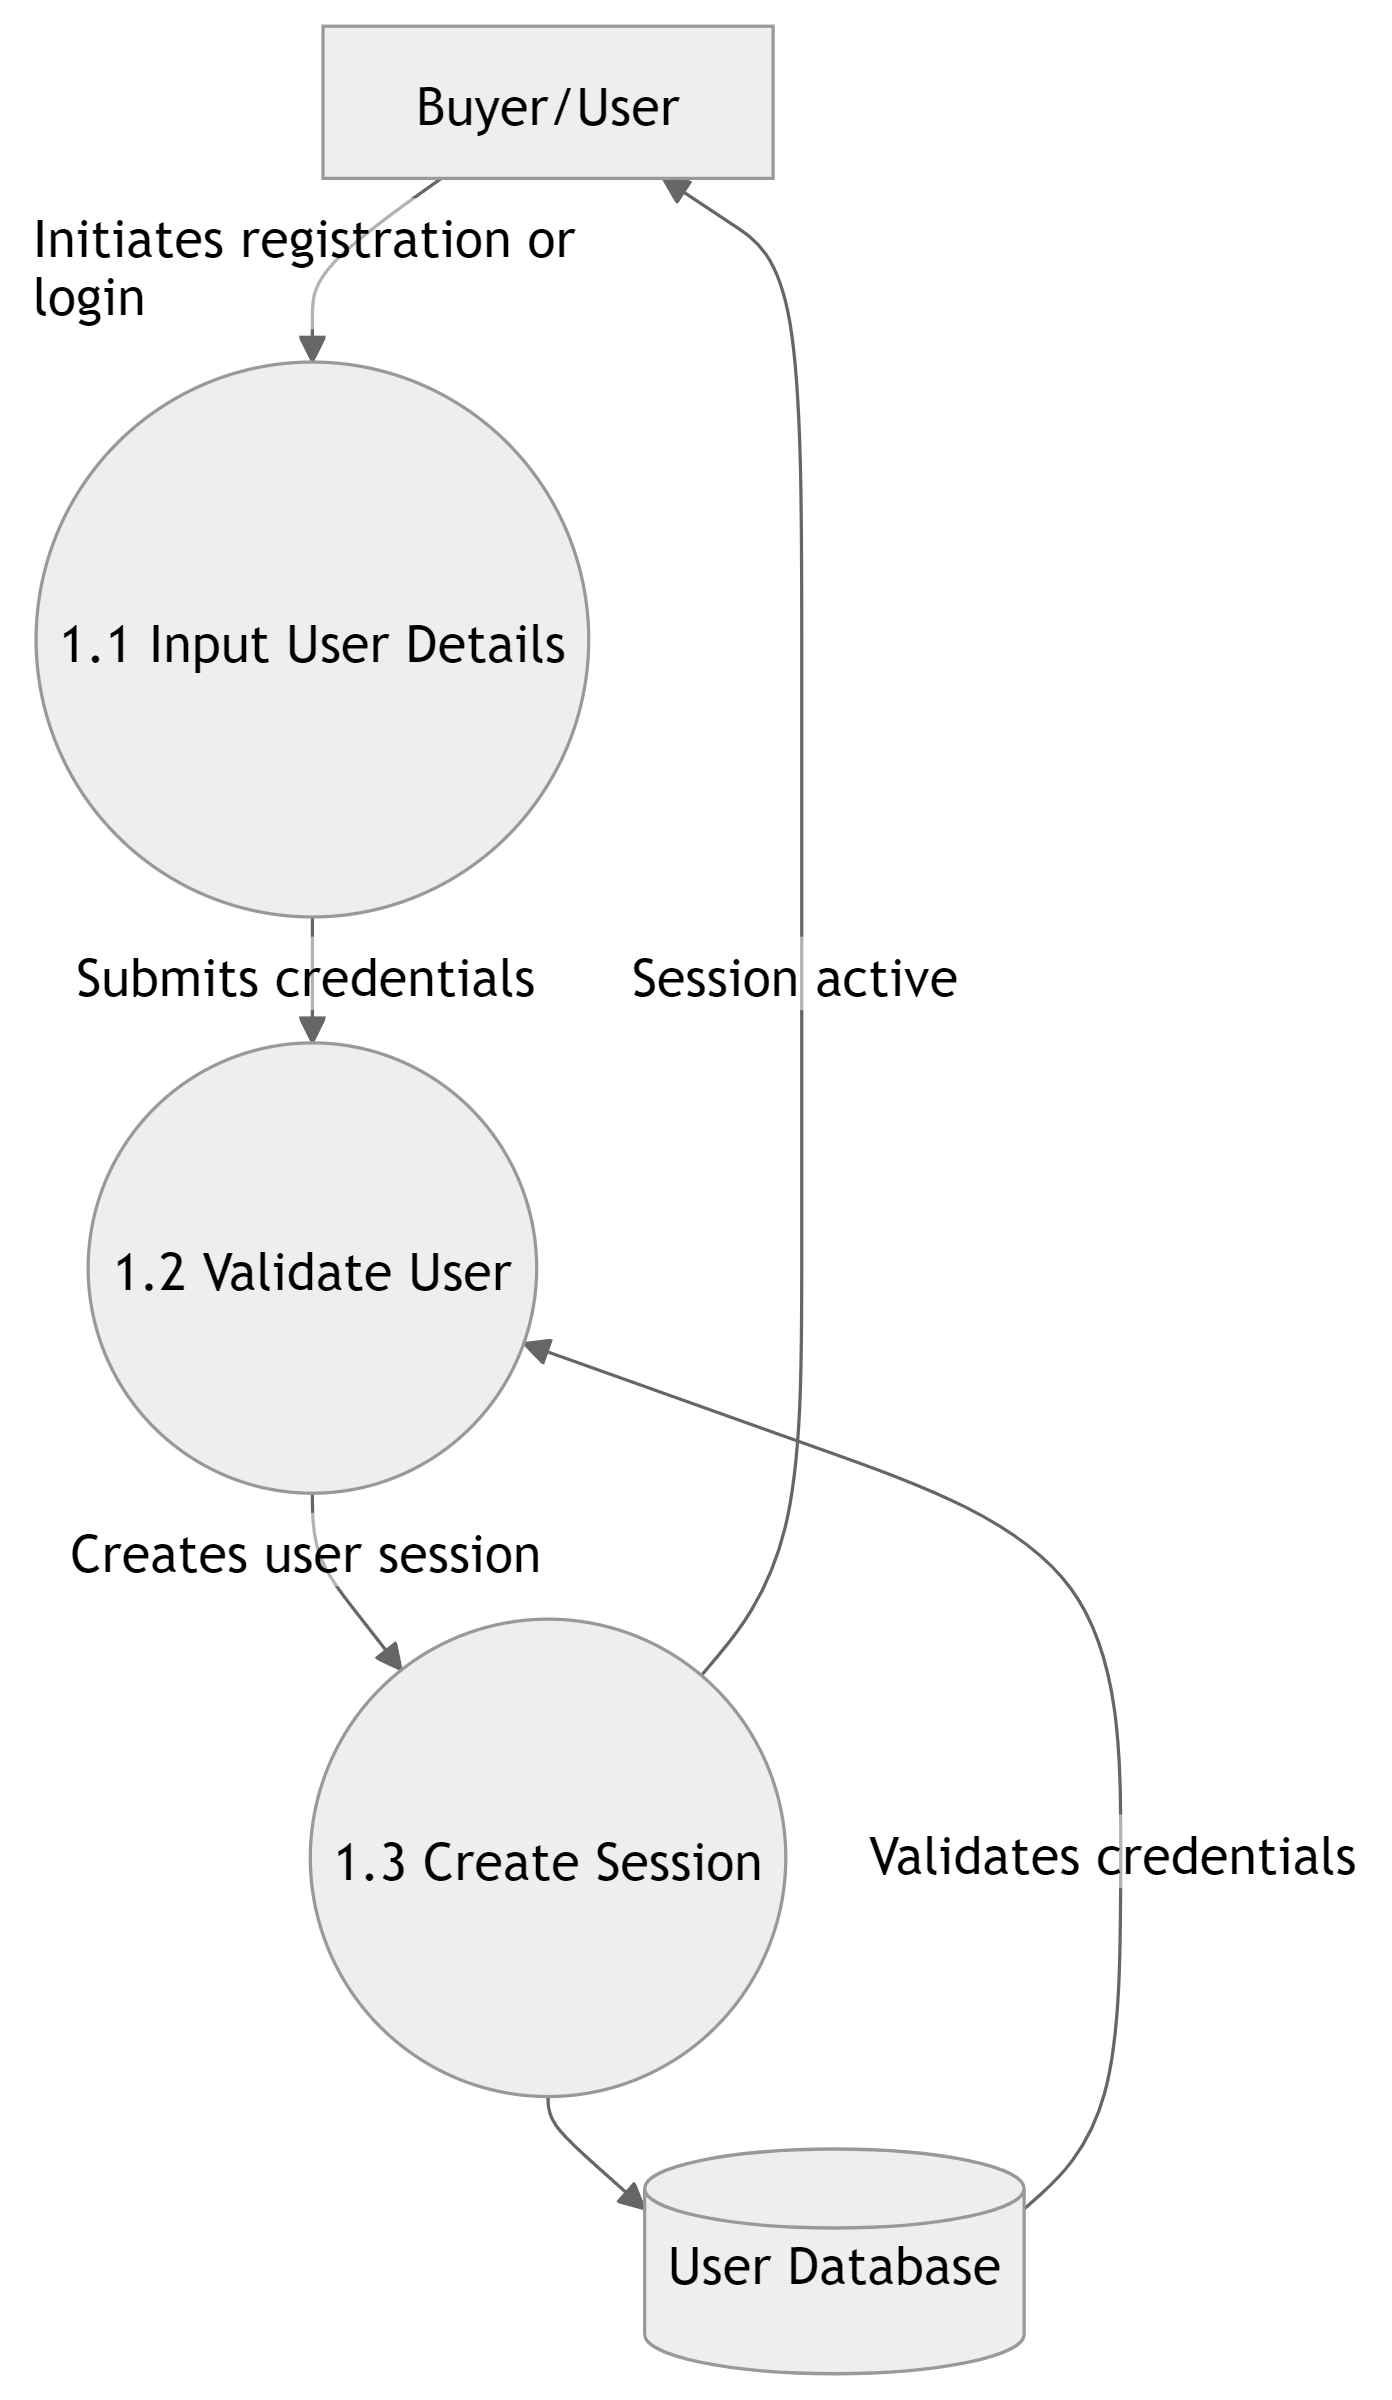 Buyer/User
Initiates registration or
login
1.1 Input User Details
Submits credentials
Session active
1.2 Validate User
Creates user session
1.3 Create Session
Validates credentials
User Database